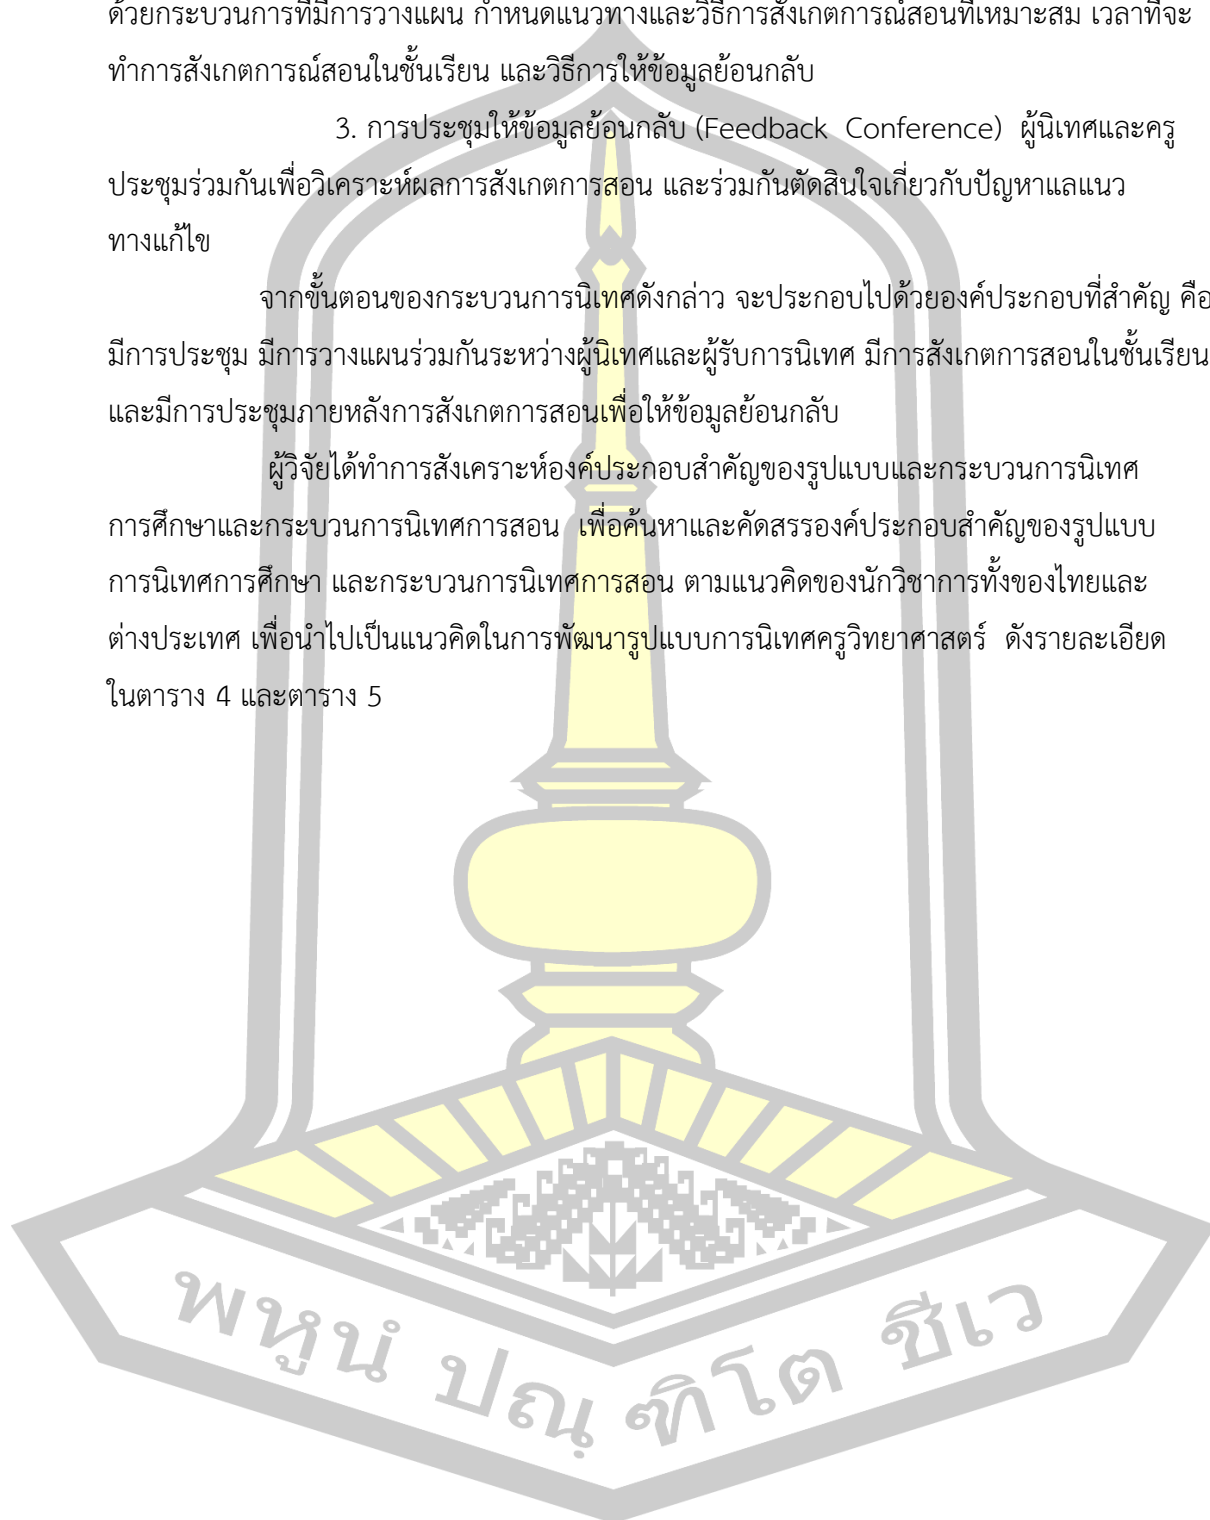 ด้วยกระบวนการที่มีการวางแผน กำหนดแนวทางและวิธีการสังเกตการณ์สอนที่เหมาะสม เวลาที่จะ
ทำการสังเกตการณ์สอนในชั้นเรียน และวิธีการให้ข้อมูลย้อนกลับ
3. การประชุมให้ข้อมูลย้อนกลับ (Feedback Conference) ผู้นิเทศและครู
ประชุมร่วมกันเพื่อวิเคราะห์ผลการสังเกตการสอน และร่วมกันตัดสินใจเกี่ยวกับปัญหาแลแนว
ทางแก้ไข
จากขั้นตอนของกระบวนการนิเทศดังกล่าว จะประกอบไปด้วยองค์ประกอบที่สำคัญ คือ
มีการประชุม มีการวางแผนร่วมกันระหว่างผู้นิเทศและผู้รับการนิเทศ มีการสังเกตการสอนในชั้นเรียน
และมีการประชุมภายหลังการสังเกตการสอนเพื่อให้ข้อมูลย้อนกลับ
ผู้วิจัยได้ทำการสังเคราะห์องค์ประกอบสำคัญของรูปแบบและกระบวนการนิเทศ
การศึกษาและกระบวนการนิเทศการสอน เพื่อค้นหาและคัดสรรองค์ประกอบสำคัญของรูปแบบ
การนิเทศการศึกษา และกระบวนการนิเทศการสอน ตามแนวคิดของนักวิชาการทั้งของไทยและ
ต่างประเทศ เพื่อนำไปเป็นแนวคิดในการพัฒนารูปแบบการนิเทศครูวิทยาศาสตร์ ดังรายละเอียด
ในตาราง 4 และตาราง 5
พหูนํ ปณฺ ฑิโต ชีเว